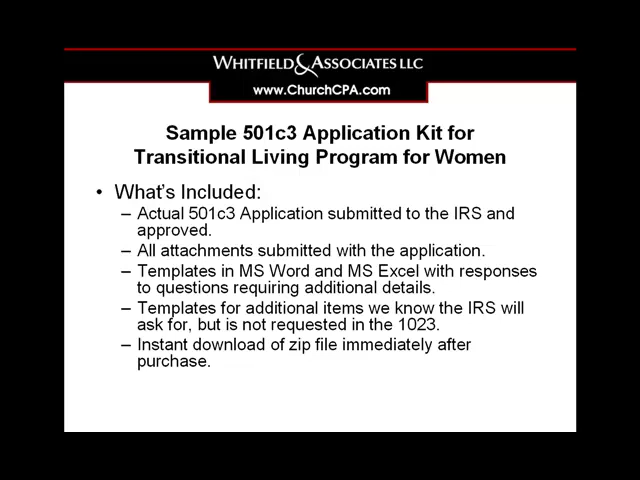 WHITFIELD & ASSOCIATES LLC
www.ChurchCPA.com
Sample 501c3 Application Kit for
Transitional Living Program for Women
• What's Included:
– Actual 501c3 Application submitted to the IRS and
approved.
– All attachments submitted with the application.
– Templates in MS Word and MS Excel with responses
to questions requiring additional details.
– Templates for additional items we know the IRS will
ask for, but is not requested in the 1023.
– Instant download of zip file immediately after
purchase.